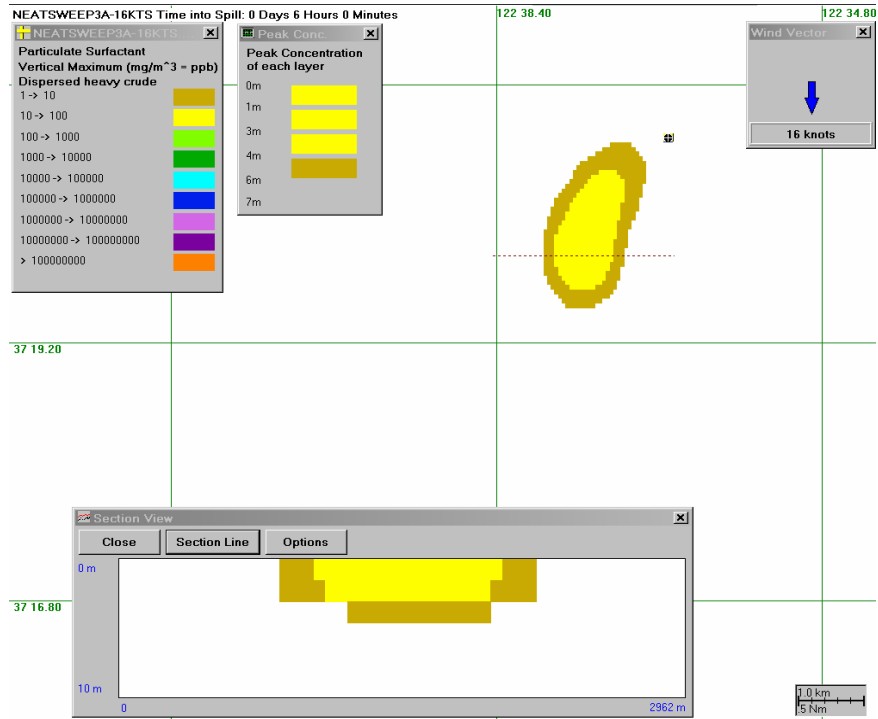 NEATSWEEP3A-16KTS Time into Spill: 0 Days 6 Hours 0 Minutes
122 38.40
122 34.80
NEATSWEEP3A-16KTS
Particulate Surfactant
Vertical Maximum (mg/m^3 = ppb)
Dispersed heavy crude
1 -> 10
10 -> 100
100 -> 1000
1000 -> 10000
10000 -> 100000
100000 -> 1000000
1000000 -> 10000000
10000000 -> 100000000
> 100000000
Peak Conc.
Peak Concentration
of each layer
0m
1m
3m
4m
6m
7m
Wind Vector
16 knots
37 19.20
37 16.80
Section View
Close
Section Line
Options
0 m
10 m
0
2962 m
1.0 km
.5 Nm